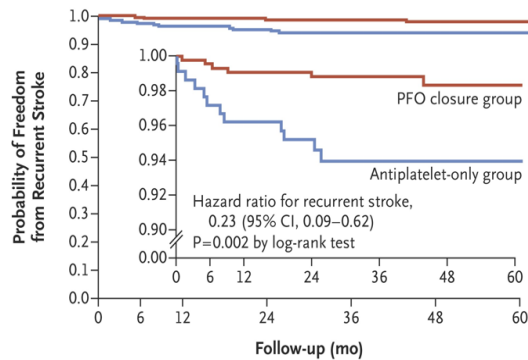 Probability of Freedom
from Recurrent Stroke
1.0
0.9
0.8
0.7
0.6
0.5
0.4
0.3
0.2
0.1
0.0
1.00
0.98
0.96
0.94
0.90
0.00
PFO closure group
Antiplatelet-only group
Hazard ratio for recurrent stroke,
0.23 (95% CI, 0.09–0.62)
P=0.002 by log-rank test
0 6 12 24 36 48 60
0 6 12 24 36 48 60
Follow-up (mo)